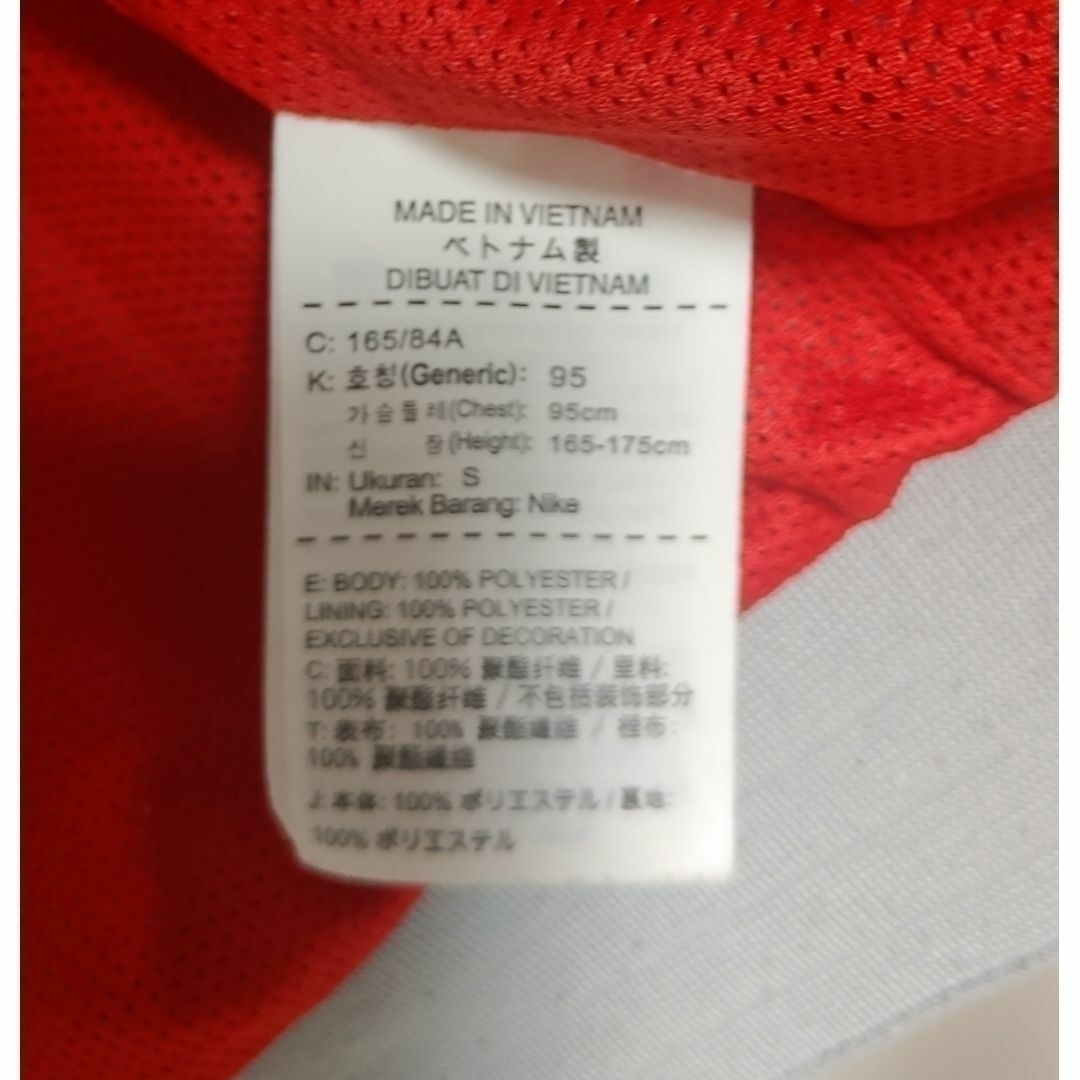 MADE IN VIETNAM
ベトナム製
DIBUAT DI VIETNAM
C: 165/84A
K: 호칭(Generic): 95
가슴둘레(Chest): 95cm
신 장(Height): 165-175cm
IN: Ukuran: S
Merek Barang: Nike
E: BODY: 100% POLYESTER /
LINING: 100% POLYESTER /
EXCLUSIVE OF DECORATION
C: 面料: 100% 聚酯纤维 / 里料:
100% 聚酯纤维 / 不包括装饰部分
T: 表布: 100% 聚酯纖維 / 裡布:
100% 聚酯纖維
J: 本体: 100% ポリエステル / 裏地:
100% ポリエステル